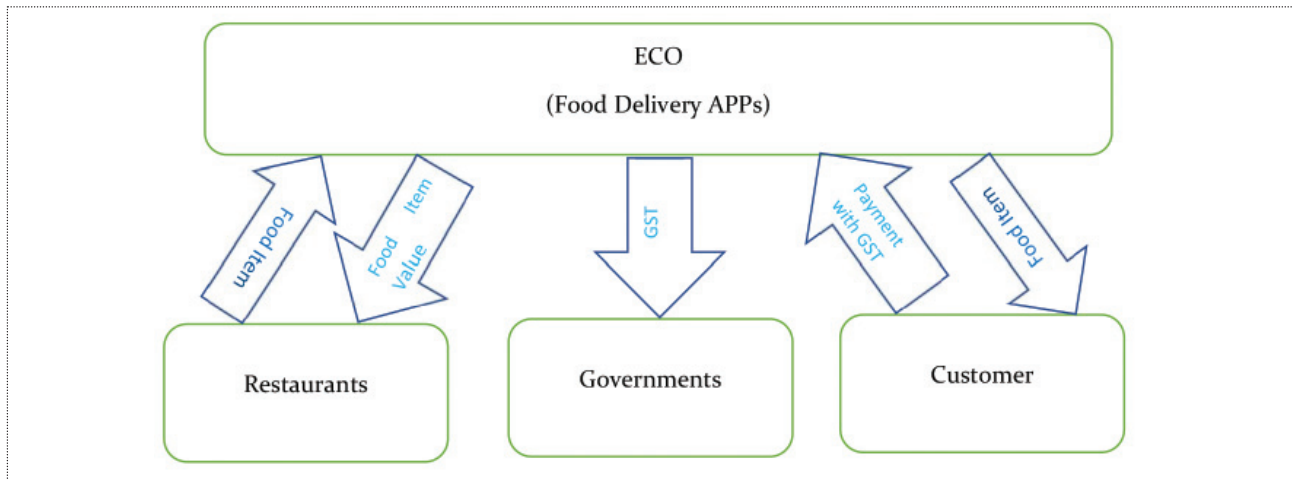 ECO
(Food Delivery APPs)
Food Item
Food Item
Value
GST
Payment
with GST
Food Item
Restaurants
Governments
Customer